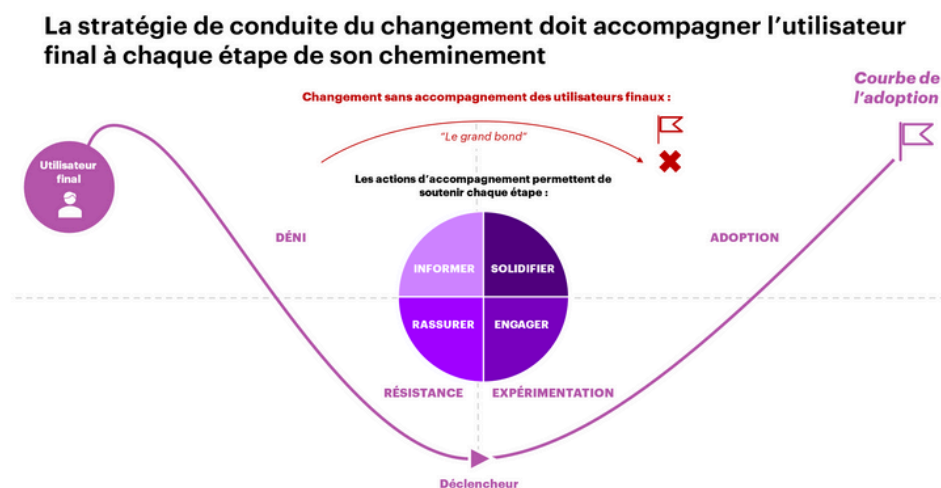 La stratégie de conduite du changement doit accompagner l'utilisateur
final à chaque étape de son cheminement
Courbe de
l'adoption
Changement sans accompagnement des utilisateurs finaux :
"Le grand bond"
Utilisateur
final
Les actions d'accompagnement permettent de
soutenir chaque étape :
DÉNI
ADOPTION
INFORMER
SOLIDIFIER
RASSURER
ENGAGER
RÉSISTANCE
EXPÉRIMENTATION
Déclencheur